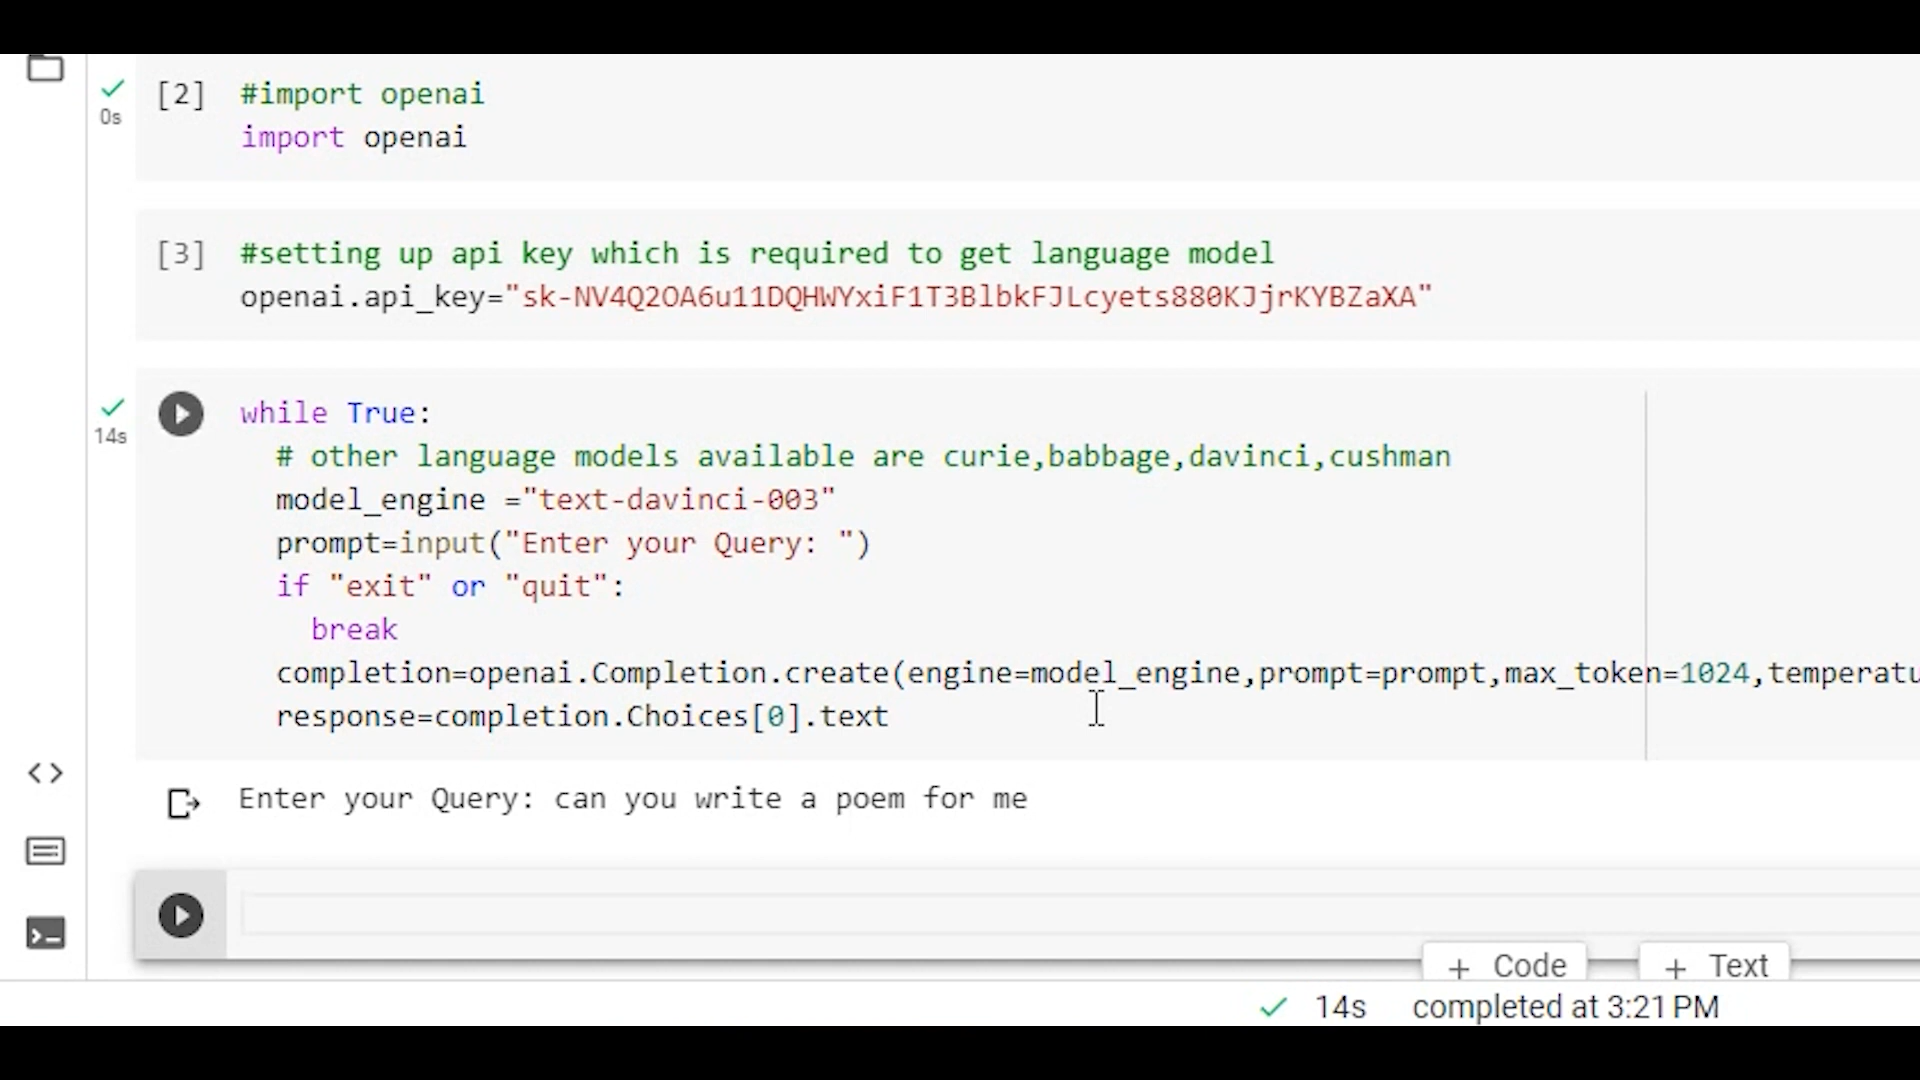 [2] #import openai
0s
import openai
[3] #setting up api key which is required to get language model
openai.api_key="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"
while True:
14s
# other language models available are curie,babbage,davinci,cushman
model_engine ="text-davinci-003"
prompt=input("Enter your Query: ")
if "exit" or "quit":
break
completion=openai.Completion.create(engine=model_engine,prompt=prompt,max_token=1024,temperatu
response=completion.Choices[0].text
Enter your Query: can you write a poem for me
+ Code + Text
14s completed at 3:21 PM